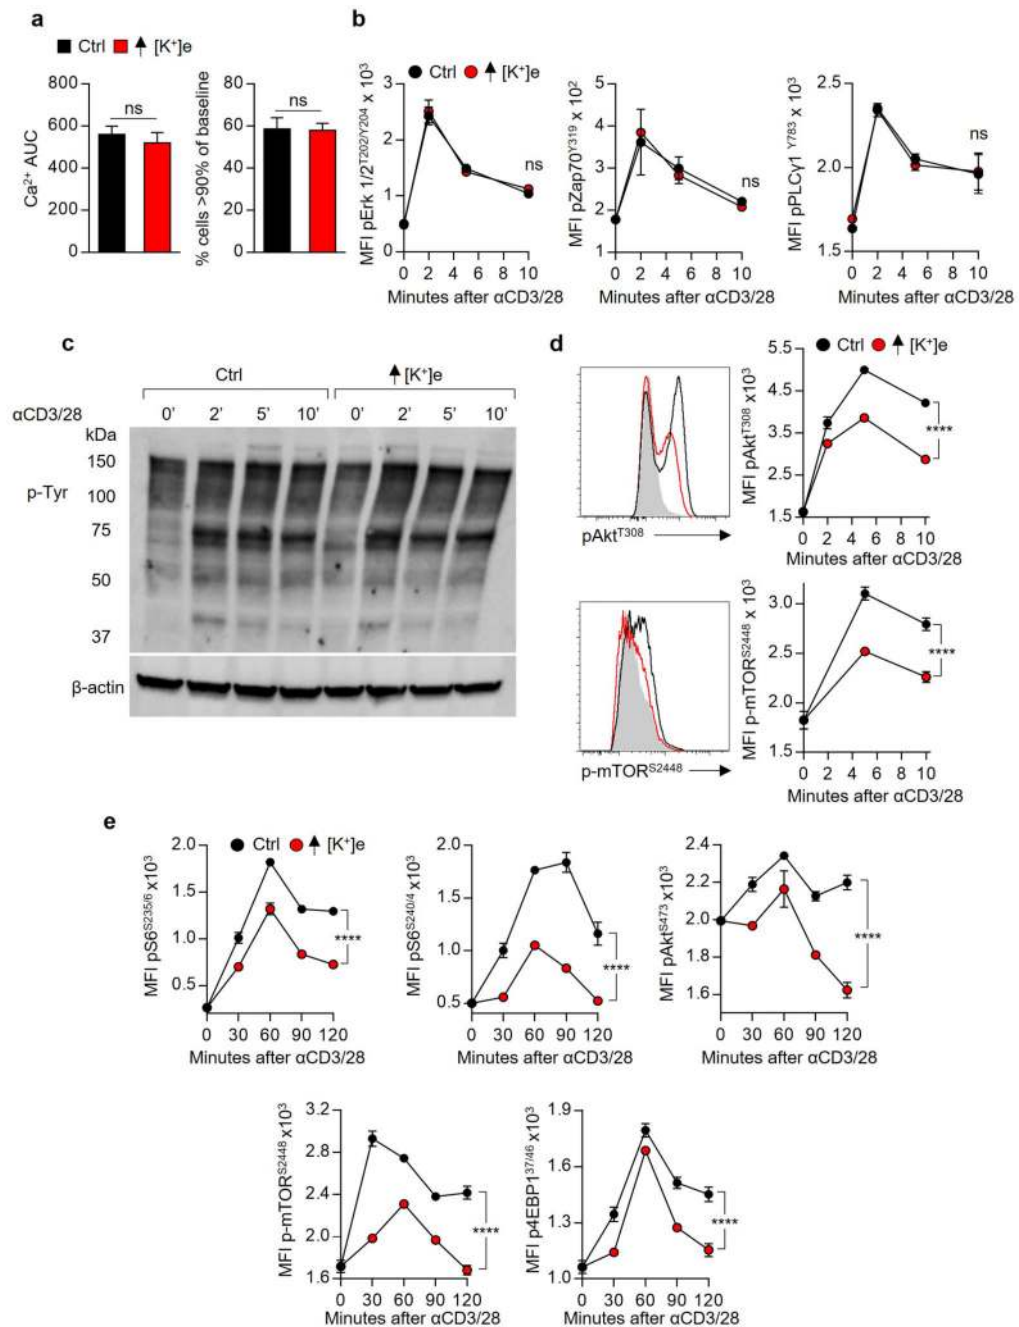 a
Ctrl ↑ [K⁺]e
Ca²⁺ AUC
800
600
400
200
0
ns
% cells >90% of baseline
80
60
40
20
0
ns
b
Ctrl ↑ [K⁺]e
MFI pErk 1/2ᵀ²⁰²/ʸ²⁰⁴ x 10³
3
2
1
0
ns
0 2 4 6 8 10
Minutes after αCD3/28
MFI pZap70ʸ³¹⁹ x 10²
5
4
3
2
1
ns
0 2 4 6 8 10
Minutes after αCD3/28
MFI pPLCγ1 ʸ⁷⁸³ x 10³
2.5
2.0
1.5
ns
0 2 4 6 8 10
Minutes after αCD3/28
c
Ctrl ↑[K⁺]e
αCD3/28 0' 2' 5' 10' 0' 2' 5' 10'
kDa
150
p-Tyr
100
75
50
37
β-actin
d
pAktᵀ³⁰⁸
Ctrl ↑ [K⁺]e
MFI pAktᵀ³⁰⁸ x10³
5.5
4.5
3.5
2.5
1.5
****
0 2 4 6 8 10
Minutes after αCD3/28
p-mTORˢ²⁴⁴⁸
MFI p-mTORˢ²⁴⁴⁸ x 10³
3.0
2.5
2.0
1.5
****
0 2 4 6 8 10
Minutes after αCD3/28
e
Ctrl ↑ [K⁺]e
MFI pS6ˢ²³⁵/⁶ x10³
2.0
1.5
1.0
0.5
****
0 30 60 90 120
Minutes after αCD3/28
MFI pS6ˢ²⁴⁰/⁴ x10³
2.0
1.5
1.0
0.5
****
0 30 60 90 120
Minutes after αCD3/28
MFI pAktˢ⁴⁷³ x10³
2.4
2.2
2.0
1.8
1.6
****
0 30 60 90 120
Minutes after αCD3/28
MFI p-mTORˢ²⁴⁴⁸ x10³
3.2
2.8
2.4
2.0
1.6
****
0 30 60 90 120
Minutes after αCD3/28
MFI p4EBP1³⁷/⁴⁶ x10³
1.9
1.6
1.3
1.0
****
0 30 60 90 120
Minutes after αCD3/28